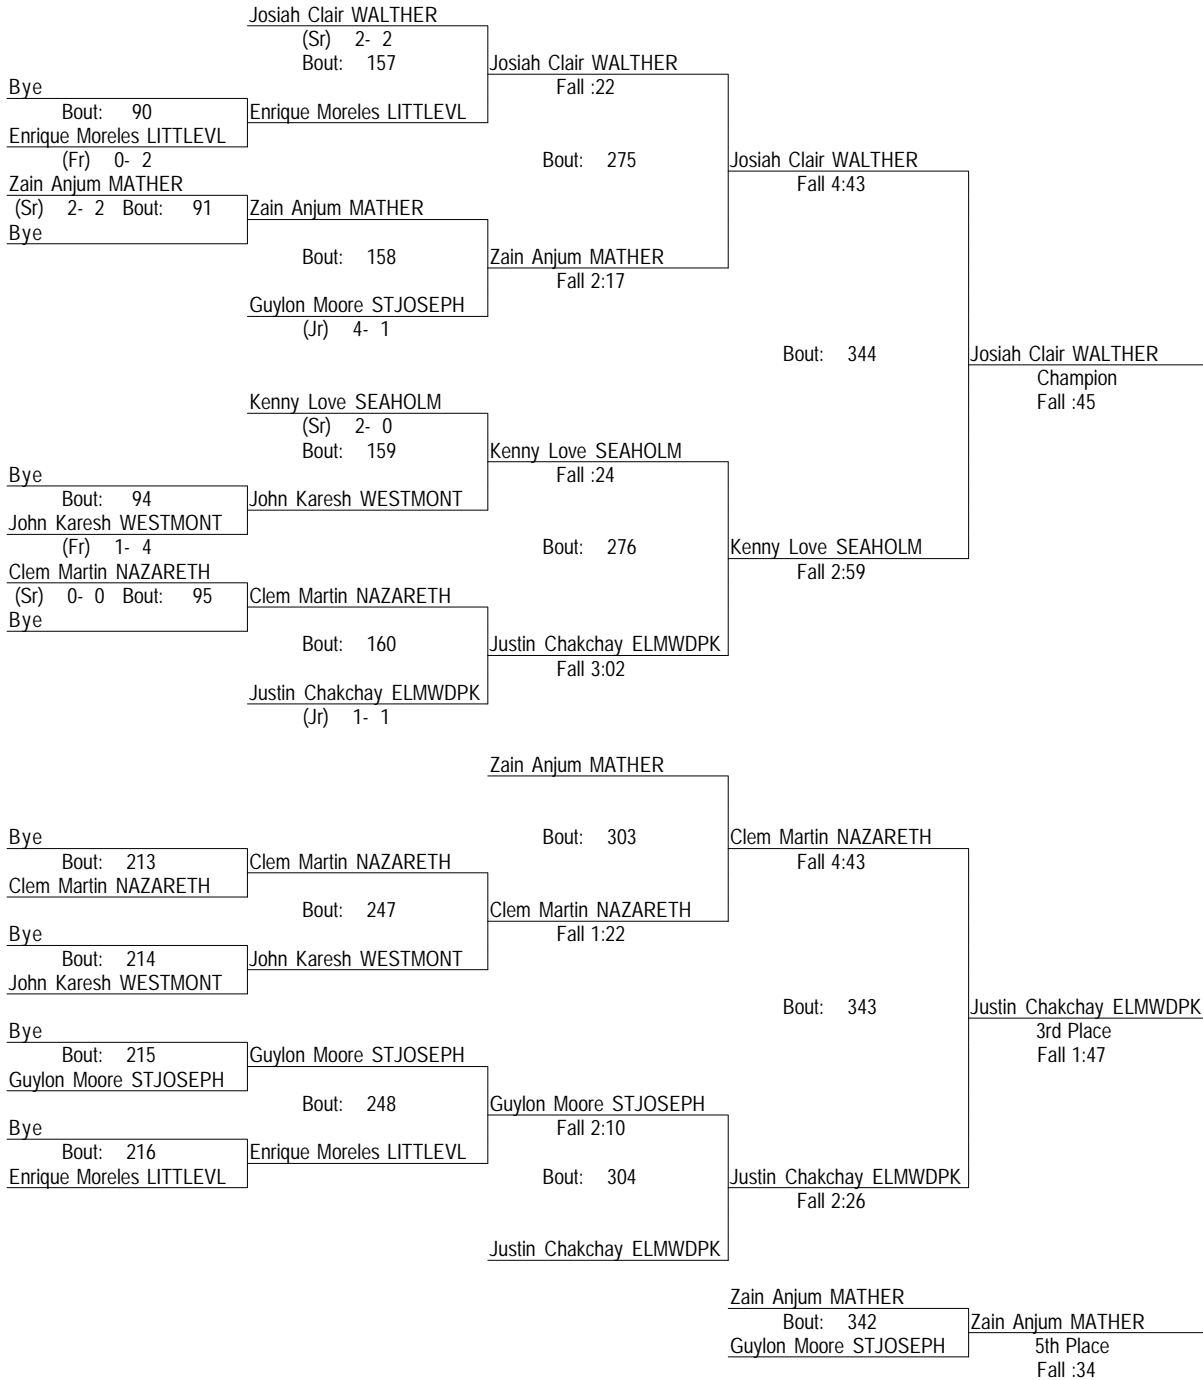 Josiah Clair WALTHER
(Sr) 2- 2
Bout: 157
Josiah Clair WALTHER
Fall :22
Bye
Bout: 90
Enrique Moreles LITTLEVL
Enrique Moreles LITTLEVL
(Fr) 0- 2
Bout: 275
Josiah Clair WALTHER
Fall 4:43
Zain Anjum MATHER
(Sr) 2- 2 Bout: 91
Zain Anjum MATHER
Bye
Bout: 158
Zain Anjum MATHER
Fall 2:17
Guylon Moore STJOSEPH
(Jr) 4- 1
Bout: 344
Josiah Clair WALTHER
Champion
Fall :45
Kenny Love SEAHOLM
(Sr) 2- 0
Bout: 159
Kenny Love SEAHOLM
Fall :24
Bye
Bout: 94
John Karesh WESTMONT
John Karesh WESTMONT
(Fr) 1- 4
Bout: 276
Kenny Love SEAHOLM
Fall 2:59
Clem Martin NAZARETH
(Sr) 0- 0 Bout: 95
Clem Martin NAZARETH
Bye
Bout: 160
Justin Chakchay ELMWDPK
Fall 3:02
Justin Chakchay ELMWDPK
(Jr) 1- 1
Zain Anjum MATHER
Bout: 303
Clem Martin NAZARETH
Fall 4:43
Bye
Bout: 213
Clem Martin NAZARETH
Clem Martin NAZARETH
Bout: 247
Clem Martin NAZARETH
Fall 1:22
Bye
Bout: 214
John Karesh WESTMONT
John Karesh WESTMONT
Bout: 343
Justin Chakchay ELMWDPK
3rd Place
Fall 1:47
Bye
Bout: 215
Guylon Moore STJOSEPH
Guylon Moore STJOSEPH
Bout: 248
Guylon Moore STJOSEPH
Fall 2:10
Bye
Bout: 216
Enrique Moreles LITTLEVL
Enrique Moreles LITTLEVL
Bout: 304
Justin Chakchay ELMWDPK
Fall 2:26
Justin Chakchay ELMWDPK
Zain Anjum MATHER
Bout: 342
Guylon Moore STJOSEPH
Zain Anjum MATHER
5th Place
Fall :34